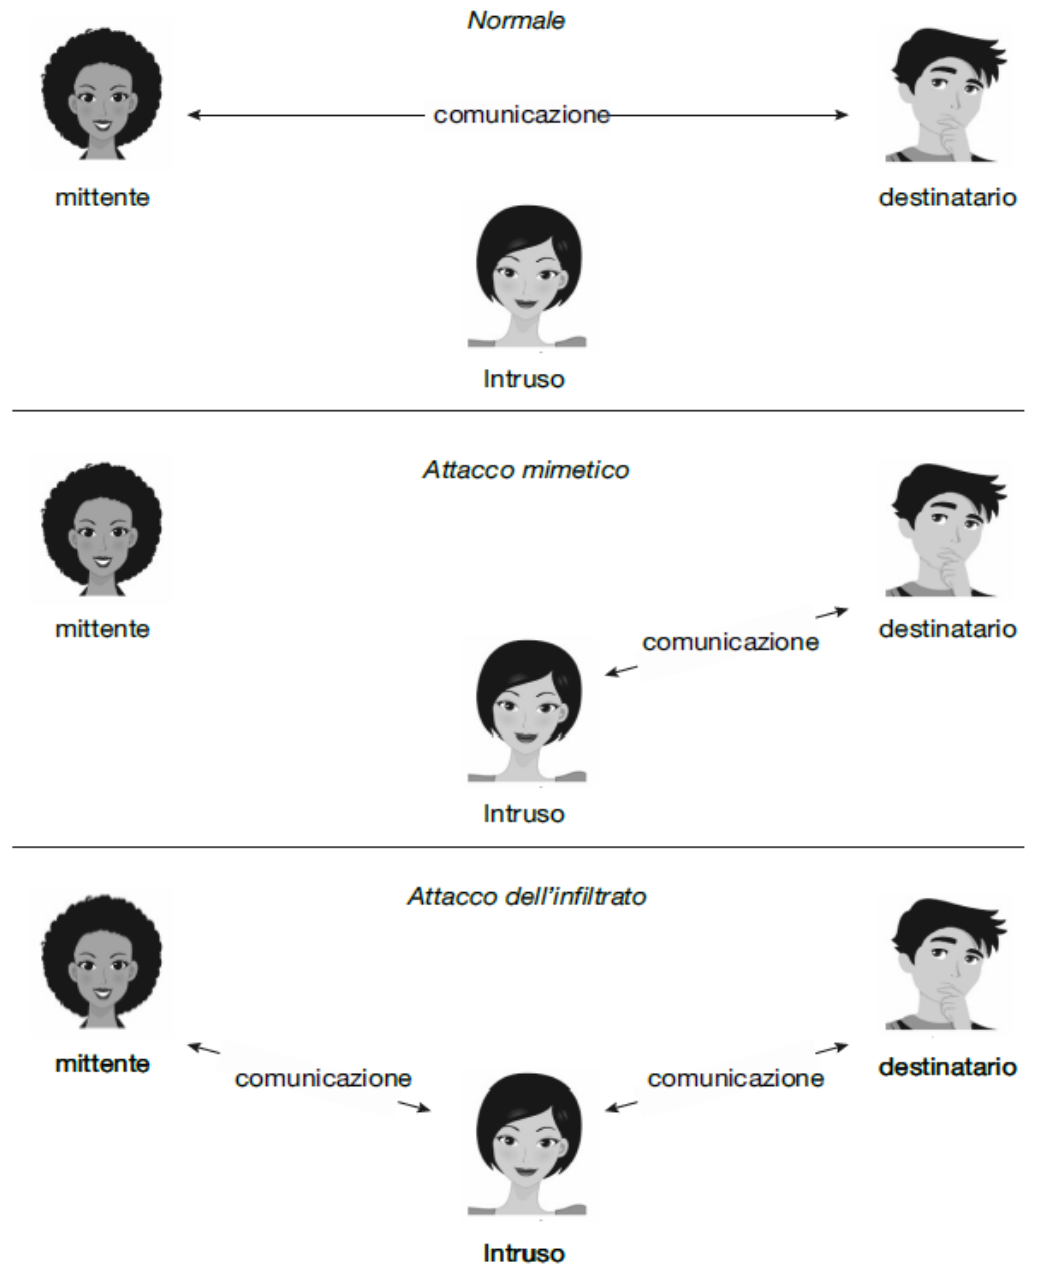 Normale
comunicazione
mittente
destinatario
Intruso
Attacco mimetico
mittente
destinatario
comunicazione
Intruso
Attacco dell'infiltrato
mittente
destinatario
comunicazione
comunicazione
Intruso